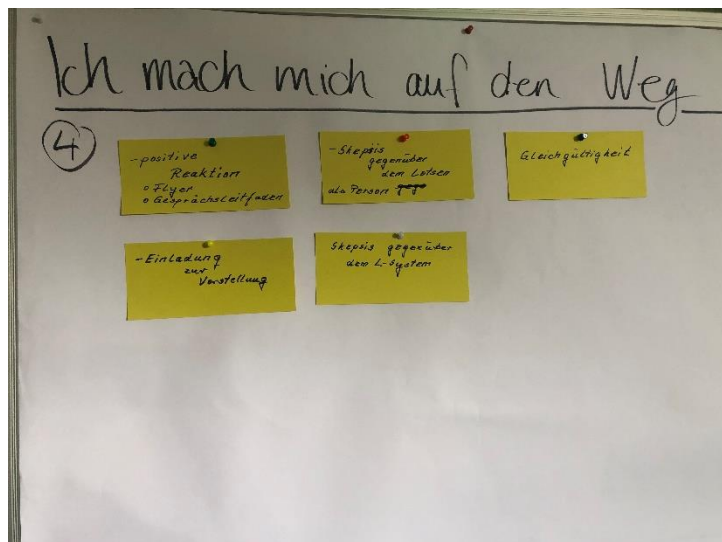 Ich mach mich auf den Weg
4
-positive
Reaktion
o Flyer
o Gesprächsleitfaden
-Skepsis
gegenüber
dem Lotsen
als Person
Gleichgültigkeit
-Einladung
zur
Vorstellung
Skepsis gegenüber
dem L-System